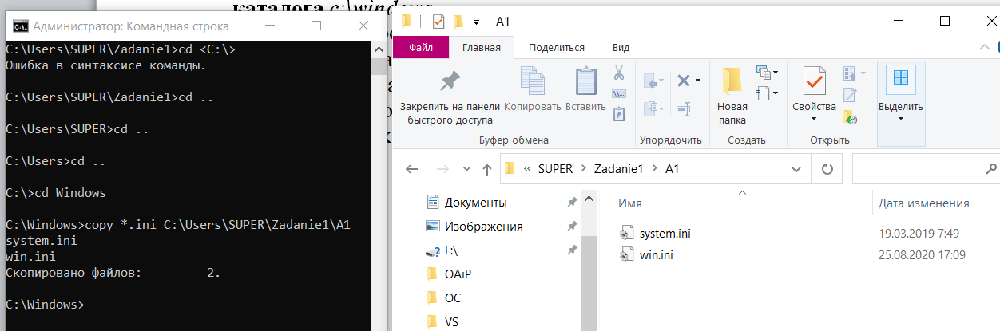 каталога c:\windows
Администратор: Командная строка
C:\Users\SUPER\Zadanie1>cd <C:\>
Ошибка в синтаксисе команды.
C:\Users\SUPER\Zadanie1>cd ..
C:\Users\SUPER>cd ..
C:\Users>cd ..
C:\>cd Windows
C:\Windows>copy *.ini C:\Users\SUPER\Zadanie1\A1
system.ini
win.ini
Скопировано файлов: 2.
C:\Windows>
A1
Файл Главная Поделиться Вид
Закрепить на панели быстрого доступа
Копировать
Вставить
Буфер обмена
Упорядочить
Новая папка
Создать
Свойства
Открыть
Выделить
« SUPER > Zadanie1 > A1
Документы
Изображения
F:\
OAiP
OC
VS
Имя Дата изменения
system.ini 19.03.2019 7:49
win.ini 25.08.2020 17:09